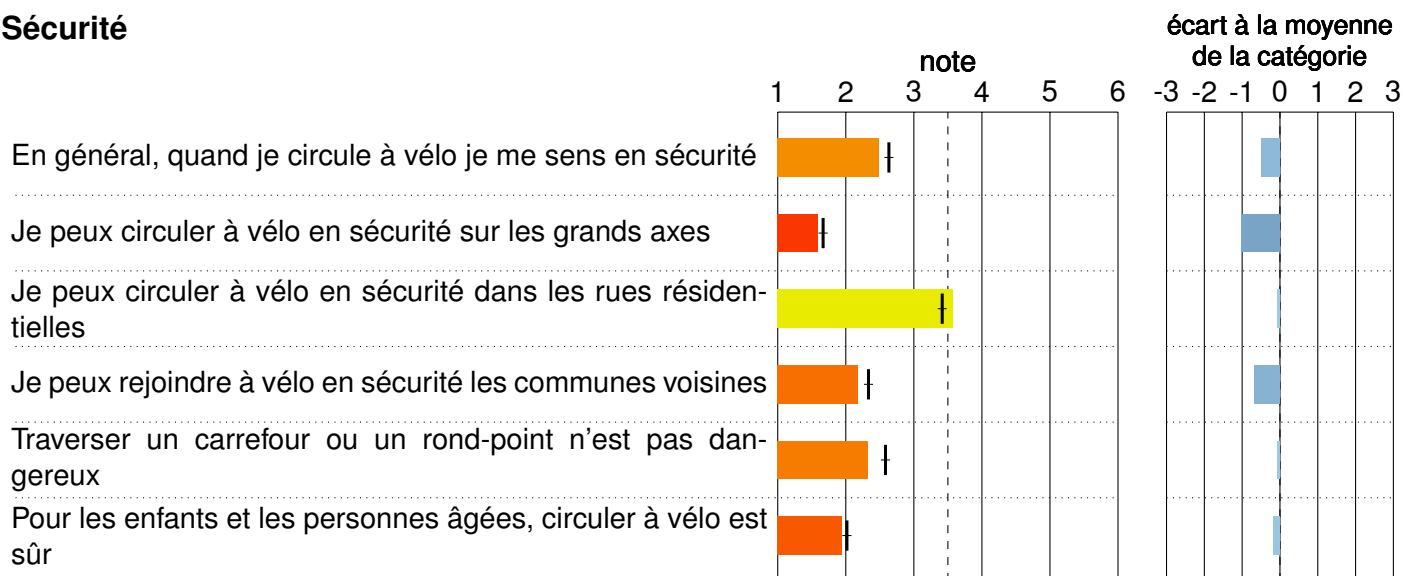 Sécurité
écart à la moyenne
de la catégorie
note
1 2 3 4 5 6
-3 -2 -1 0 1 2 3
En général, quand je circule à vélo je me sens en sécurité
Je peux circuler à vélo en sécurité sur les grands axes
Je peux circuler à vélo en sécurité dans les rues résiden-
tielles
Je peux rejoindre à vélo en sécurité les communes voisines
Traverser un carrefour ou un rond-point n'est pas dan-
gereux
Pour les enfants et les personnes âgées, circuler à vélo est
sûr